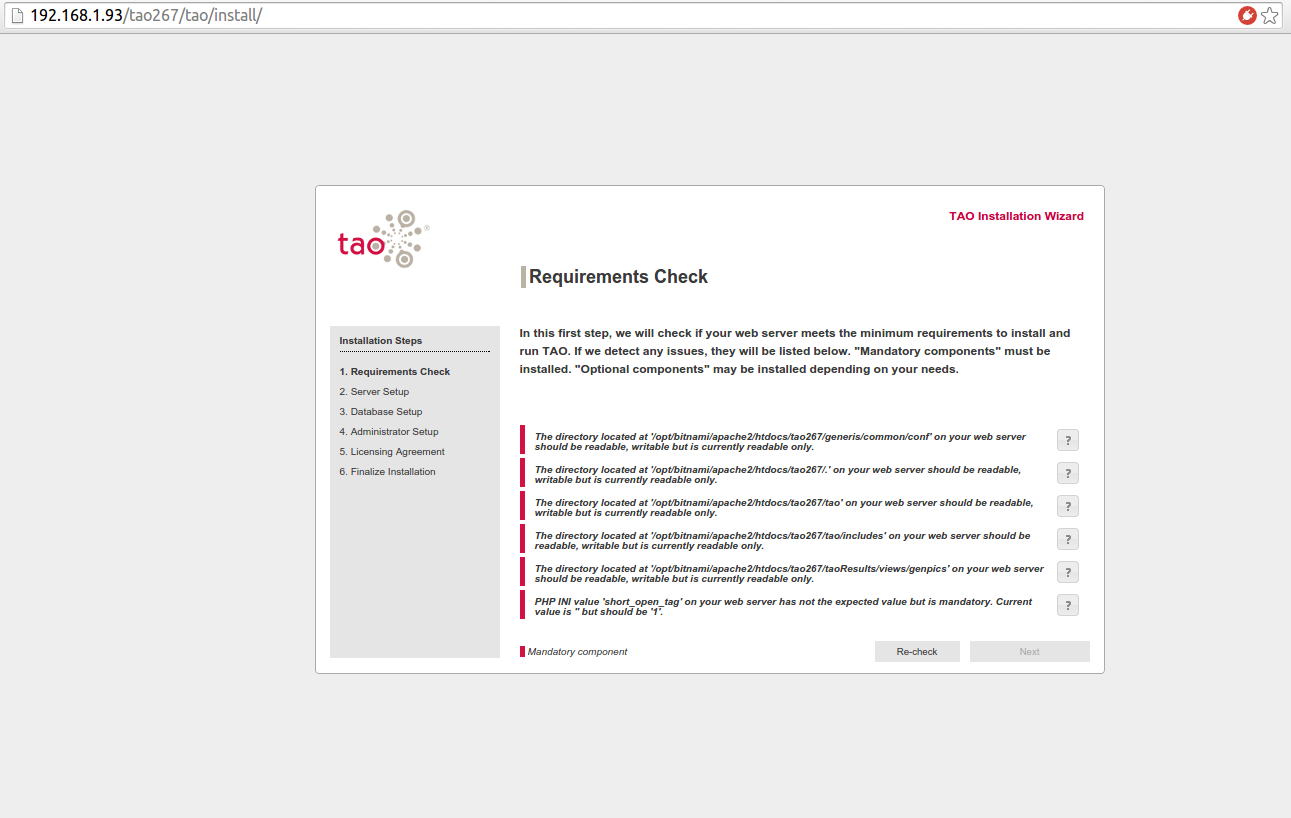 192.168.1.93/tao267/tao/install/
tao
®
TAO Installation Wizard
Requirements Check
Installation Steps
1. Requirements Check
2. Server Setup
3. Database Setup
4. Administrator Setup
5. Licensing Agreement
6. Finalize Installation
In this first step, we will check if your web server meets the minimum requirements to install and
run TAO. If we detect any issues, they will be listed below. "Mandatory components" must be
installed. "Optional components" may be installed depending on your needs.
The directory located at '/opt/bitnami/apache2/htdocs/tao267/generis/common/conf' on your web server
should be readable, writable but is currently readable only.
?
The directory located at '/opt/bitnami/apache2/htdocs/tao267/.' on your web server should be readable,
writable but is currently readable only.
?
The directory located at '/opt/bitnami/apache2/htdocs/tao267/tao' on your web server should be readable,
writable but is currently readable only.
?
The directory located at '/opt/bitnami/apache2/htdocs/tao267/tao/includes' on your web server should be
readable, writable but is currently readable only.
?
The directory located at '/opt/bitnami/apache2/htdocs/tao267/taoResults/views/genpics' on your web server
should be readable, writable but is currently readable only.
?
PHP INI value 'short_open_tag' on your web server has not the expected value but is mandatory. Current
value is '' but should be '1'.
?
Mandatory component
Re-check
Next